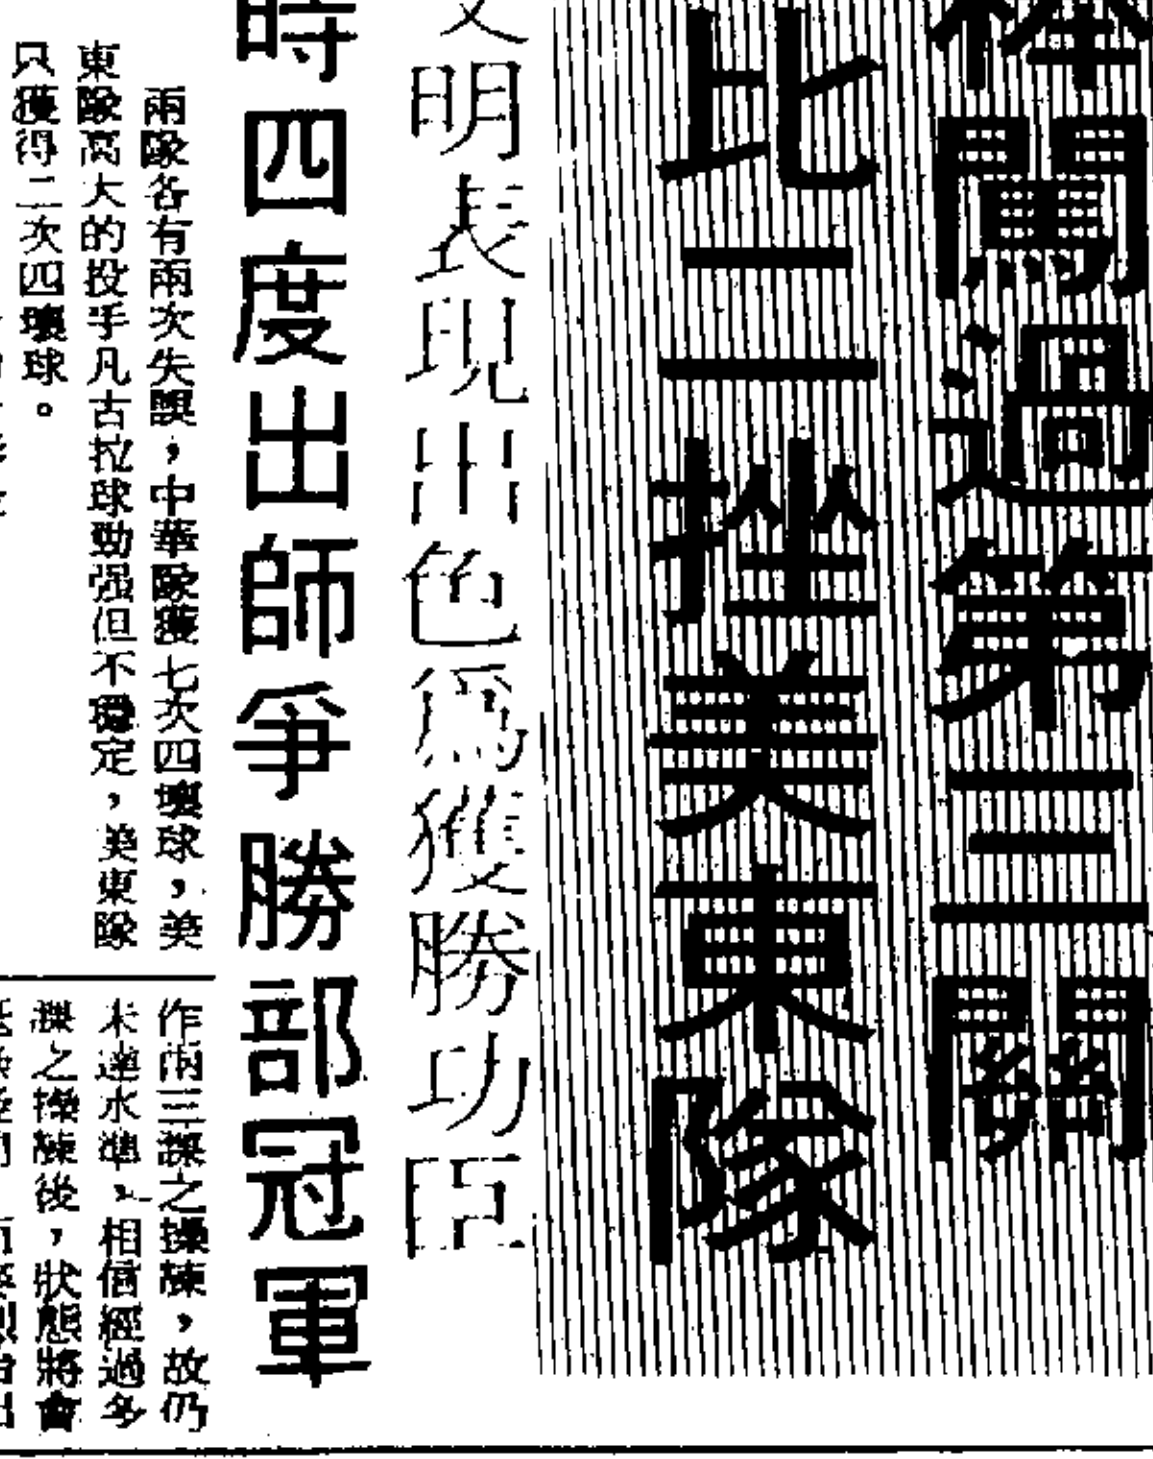 棒闖過第三關
比二挫美東隊
文明表現出色爲獲勝功臣
時四度出師爭勝部冠軍
兩隊各有兩次失誤，中華隊獲七次四壞球，美
東隊高大的投手凡古拉球勁强但不穩定，美東隊
只獲得二次四壞球。
作兩三課之操練，故仍
未達水準，相信經過多
課之操練後，狀態將會